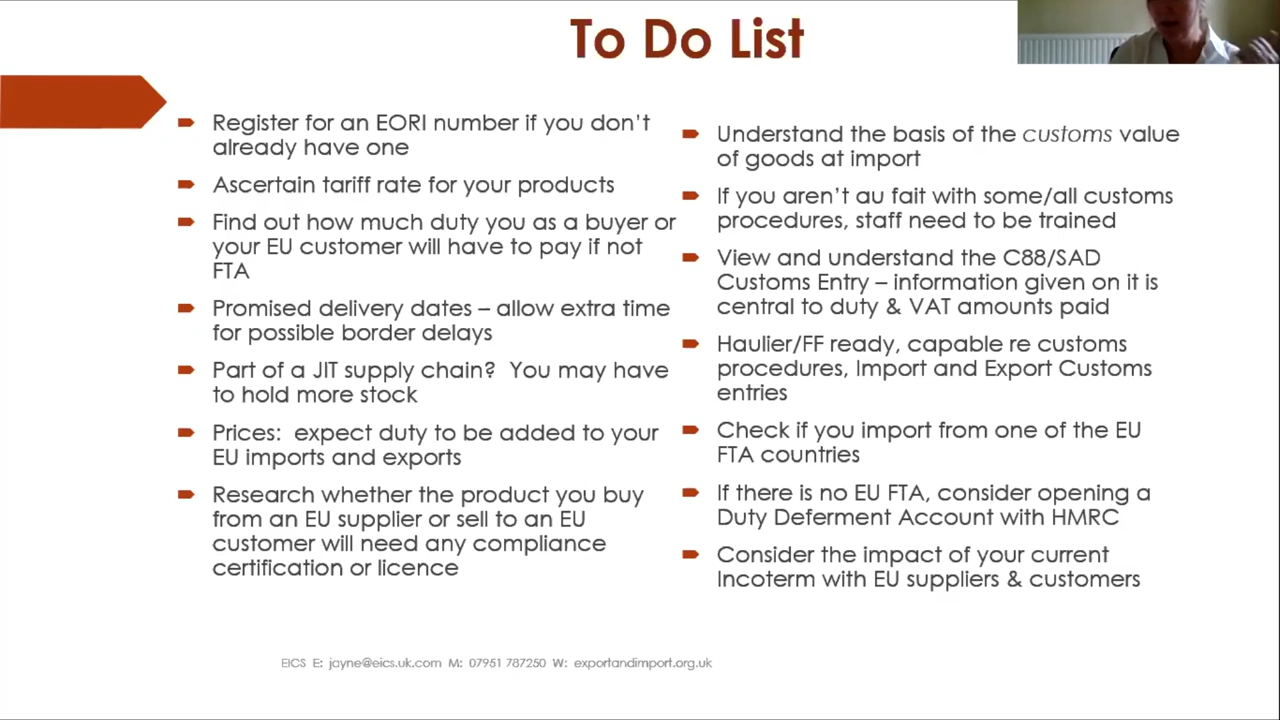 To Do List
Register for an EORI number if you don't
already have one
Ascertain tariff rate for your products
Find out how much duty you as a buyer or
your EU customer will have to pay if not
FTA
Promised delivery dates – allow extra time
for possible border delays
Part of a JIT supply chain?  You may have
to hold more stock
Prices:  expect duty to be added to your
EU imports and exports
Research whether the product you buy
from an EU supplier or sell to an EU
customer will need any compliance
certification or licence
Understand the basis of the customs value
of goods at import
If you aren't au fait with some/all customs
procedures, staff need to be trained
View and understand the C88/SAD
Customs Entry – information given on it is
central to duty & VAT amounts paid
Haulier/FF ready, capable re customs
procedures, Import and Export Customs
entries
Check if you import from one of the EU
FTA countries
If there is no EU FTA, consider opening a
Duty Deferment Account with HMRC
Consider the impact of your current
Incoterm with EU suppliers & customers
EICS  E:  jayne@eics.uk.com  M:  07951 787250  W:  exportandimport.org.uk